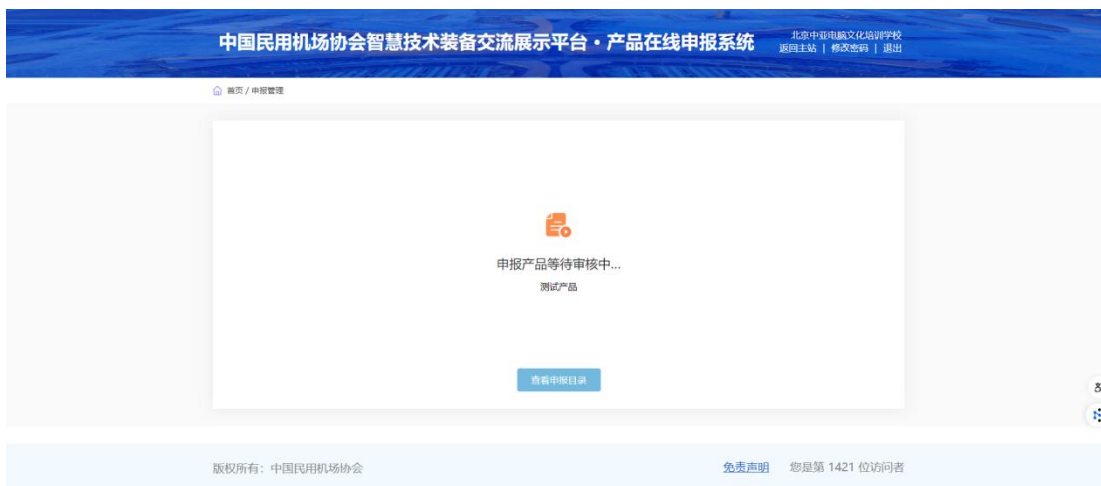 中国民用机场协会智慧技术装备交流展示平台·产品在线申报系统
北京中亚电脑文化培训学校
返回主站 | 修改密码 | 退出
首页 / 申报管理
申报产品等待审核中...
测试产品
查看申报目录
版权所有：中国民用机场协会
免责声明 您是第 1421 位访问者